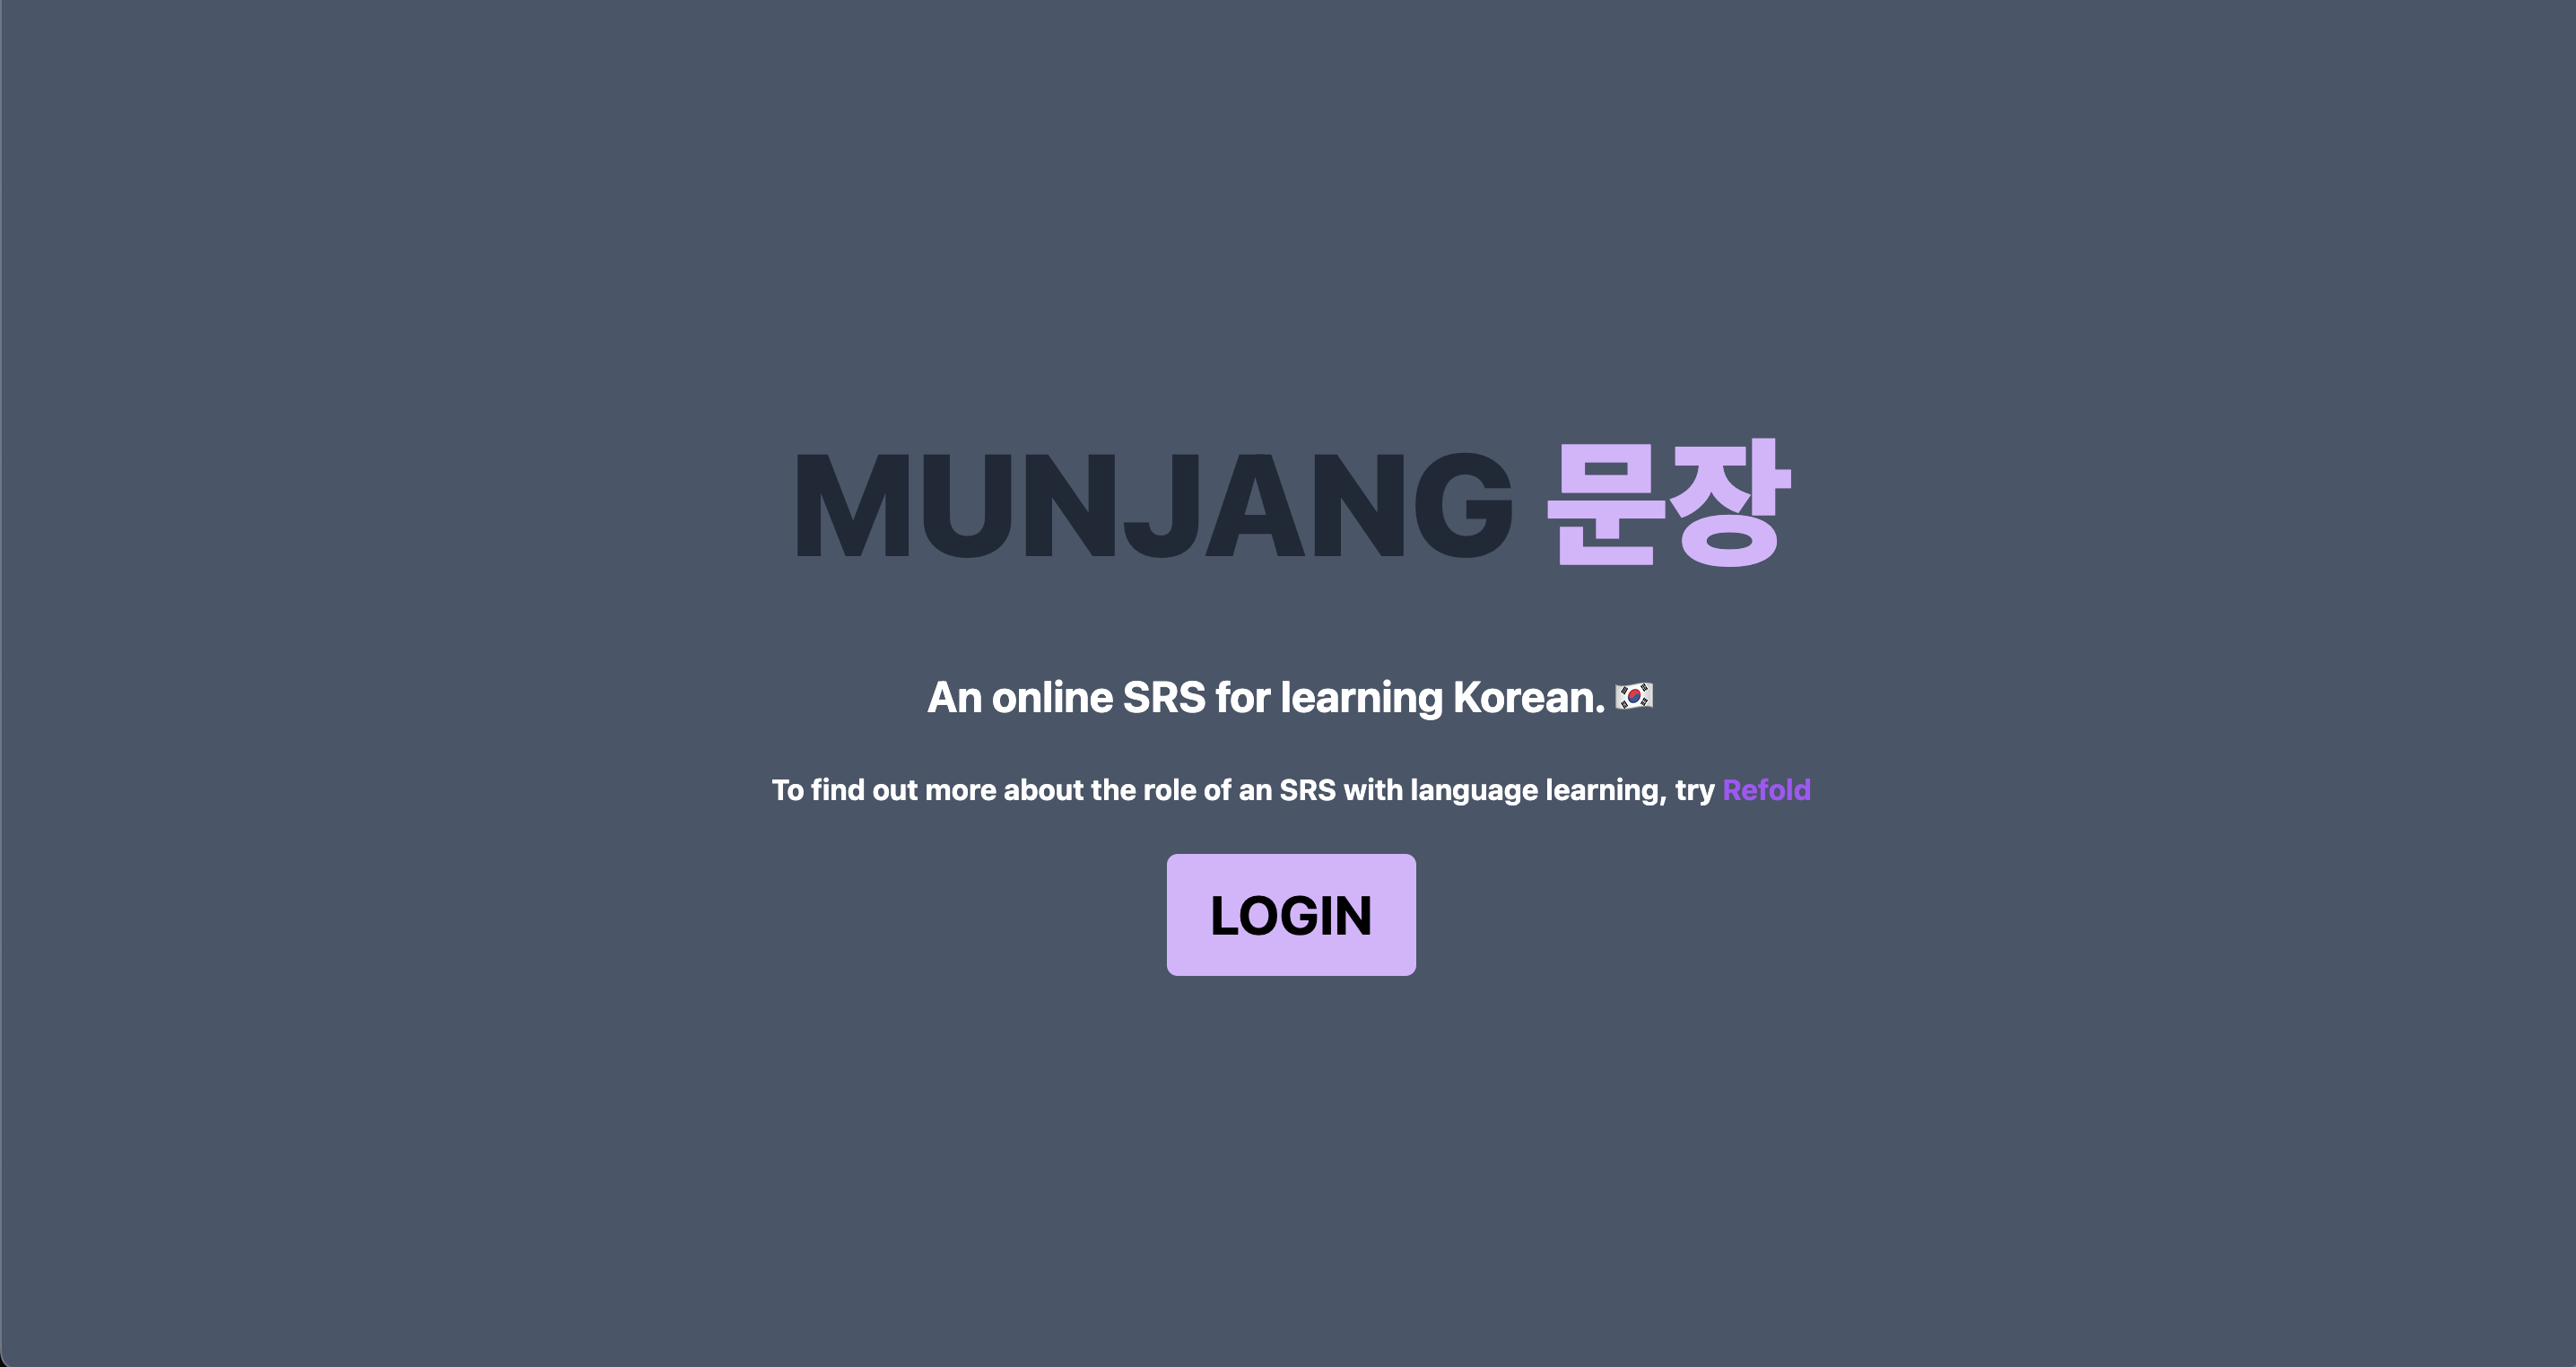 MUNJANG 문장
An online SRS for learning Korean. 🇰🇷
To find out more about the role of an SRS with language learning, try Refold
LOGIN